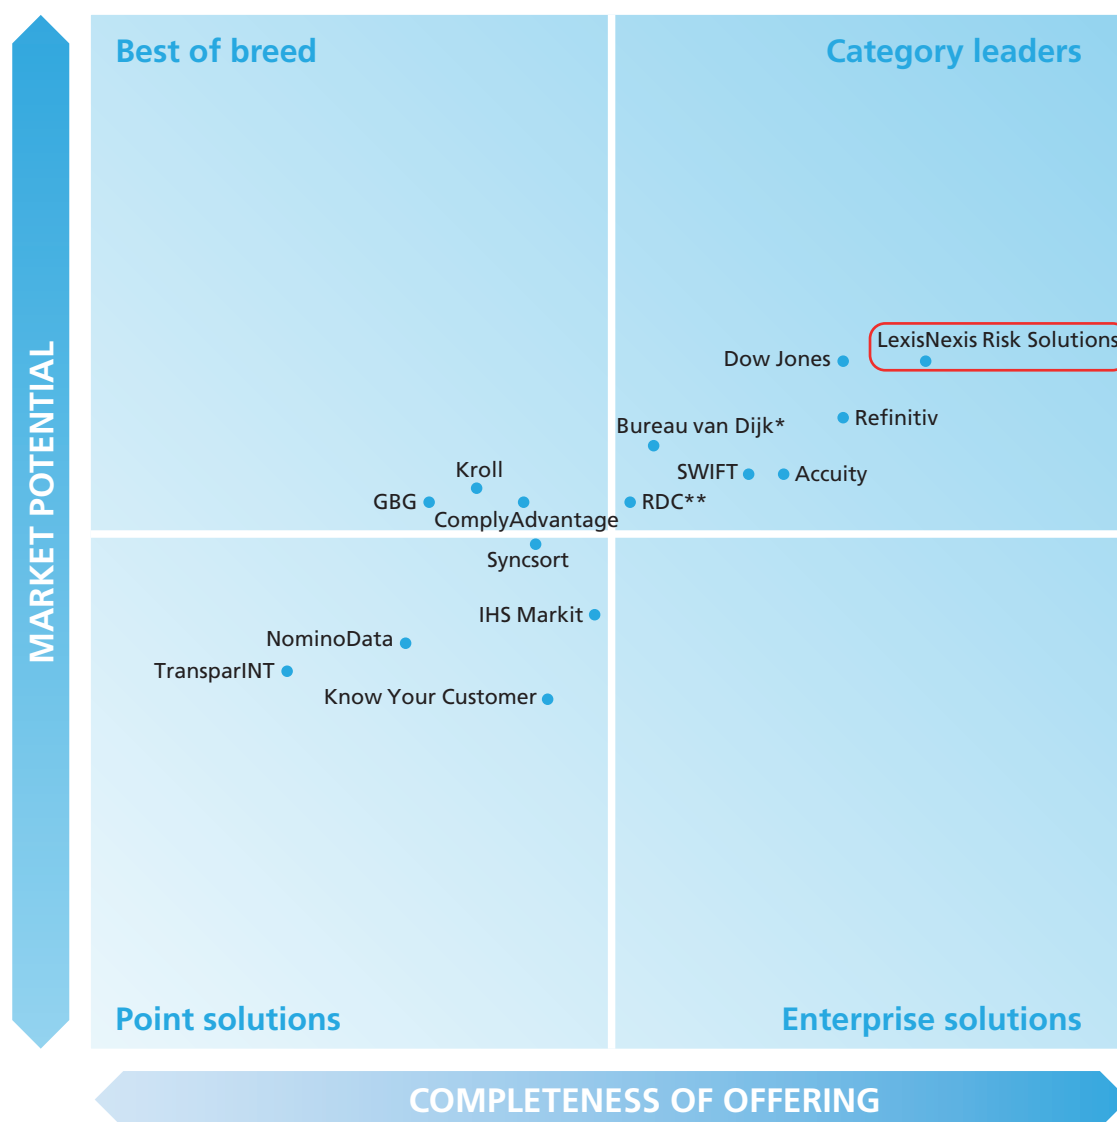 Best of breed
Category leaders
LexisNexis Risk Solutions
Dow Jones
Refinitiv
Bureau van Dijk*
Kroll
SWIFT
Accuity
GBG
RDC**
ComplyAdvantage
Syncsort
IHS Markit
NominoData
TransparINT
Know Your Customer
Point solutions
Enterprise solutions
MARKET POTENTIAL
COMPLETENESS OF OFFERING